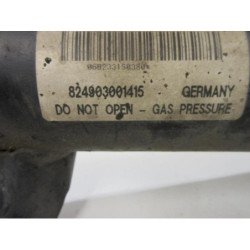 824903001415 GERMANY
DO NOT OPEN - GAS PRESSURE